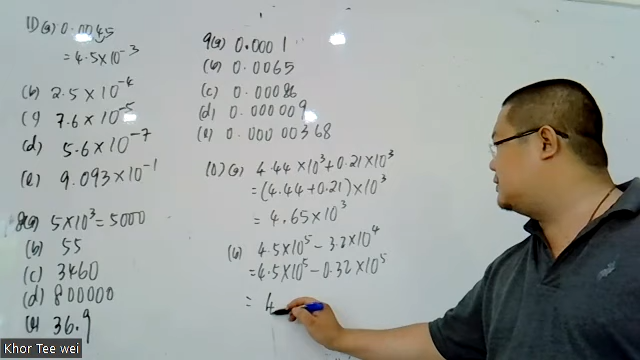 10 (a) 0.0045
= 4.5 × 10⁻³
(b) 2.5 × 10⁻⁴
(c) 7.6 × 10⁻⁵
(d) 5.6 × 10⁻⁷
(e) 9.093 × 10⁻¹
8(a) 5×10³ = 5000
(b) 55
(c) 3460
(d) 800000
(e) 36.9
9(a) 0.0001
(b) 0.0065
(c) 0.00086
(d) 0.000009
(e) 0.00000368
10) (a) 4.44 × 10³ + 0.21 × 10³
= (4.44 + 0.21) × 10³
= 4.65 × 10³
(b) 4.5 × 10⁵ − 3.2 × 10⁴
= 4.5 × 10⁵ − 0.32 × 10⁵
= 4.
Khor Tee wei